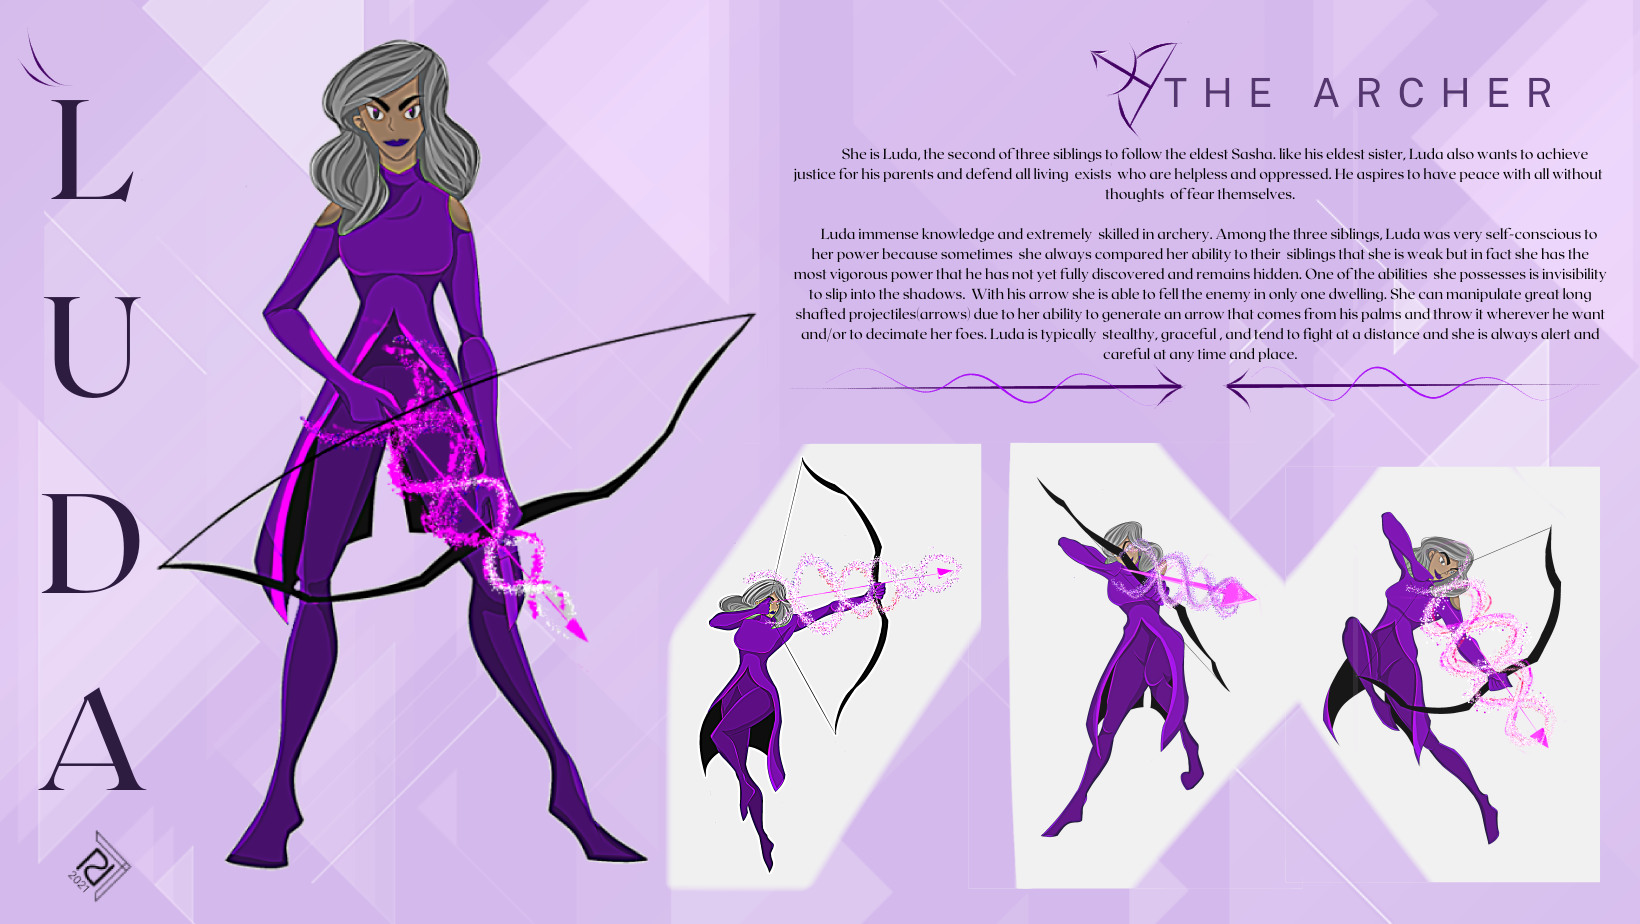 LUDA
THE ARCHER
She is Luda, the second of three siblings to follow the eldest Sasha. like his eldest sister, Luda also wants to achieve
justice for his parents and defend all living exists who are helpless and oppressed. He aspires to have peace with all without
thoughts of fear themselves.
Luda immense knowledge and extremely skilled in archery. Among the three siblings, Luda was very self-conscious to
her power because sometimes she always compared her ability to their siblings that she is weak but in fact she has the
most vigorous power that he has not yet fully discovered and remains hidden. One of the abilities she possesses is invisibility
to slip into the shadows. With his arrow she is able to fell the enemy in only one dwelling. She can manipulate great long
shafted projectiles(arrows) due to her ability to generate an arrow that comes from his palms and throw it wherever he want
and/or to decimate her foes. Luda is typically stealthy, graceful , and tend to fight at a distance and she is always alert and
careful at any time and place.
2021